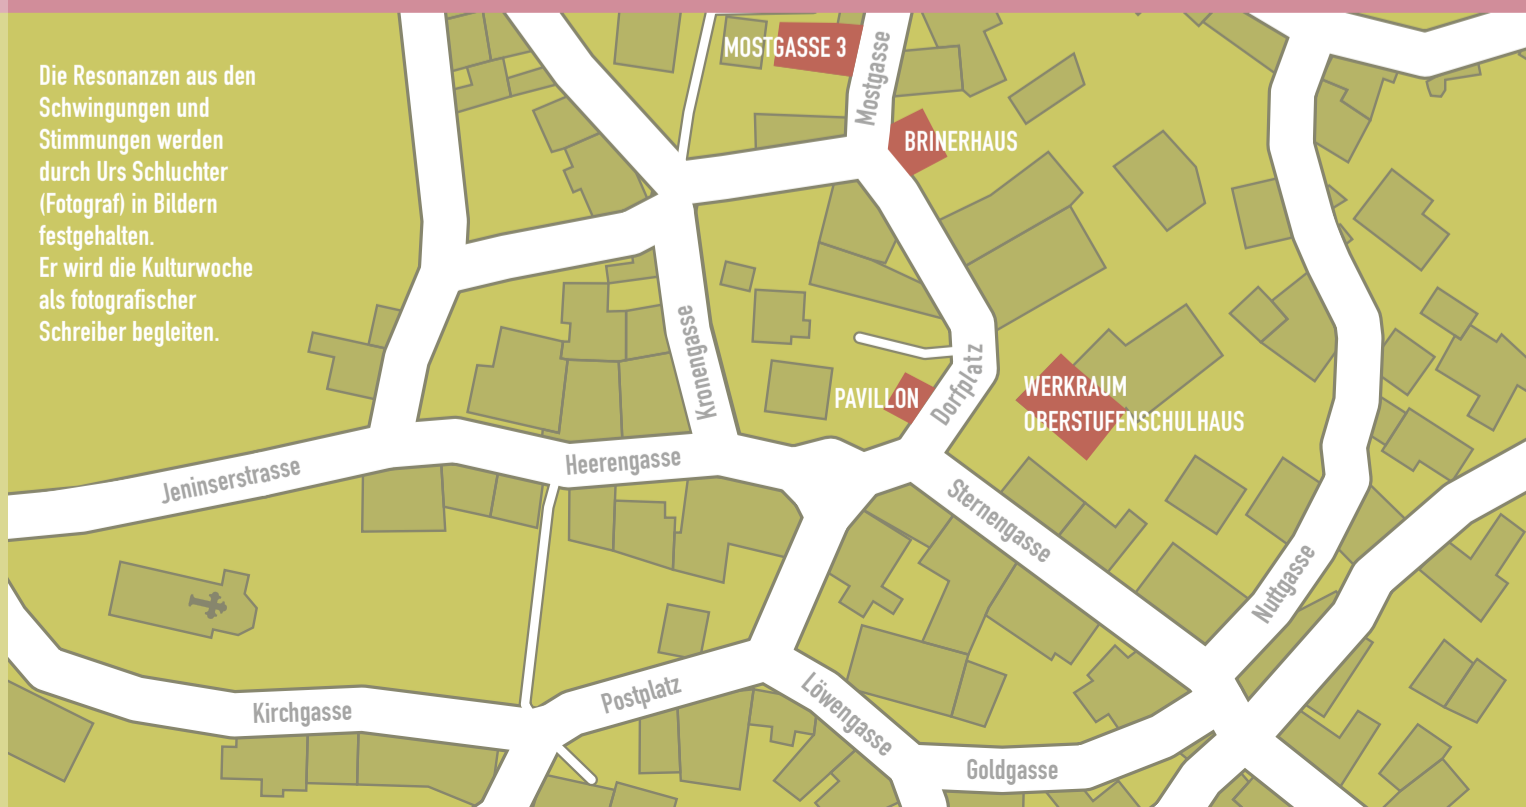 Die Resonanzen aus den
Schwingungen und
Stimmungen werden
durch Urs Schluchter
(Fotograf) in Bildern
festgehalten.
Er wird die Kulturwoche
als fotografischer
Schreiber begleiten.
MOSTGASSE 3
Mostgasse
BRINERHAUS
Kronengasse
PAVILLON
Dorfplatz
WERKRAUM
OBERSTUFENSCHULHAUS
Jeninserstrasse
Heerengasse
Sternengasse
Nuttgasse
Kirchgasse
Postplatz
Löwengasse
Goldgasse